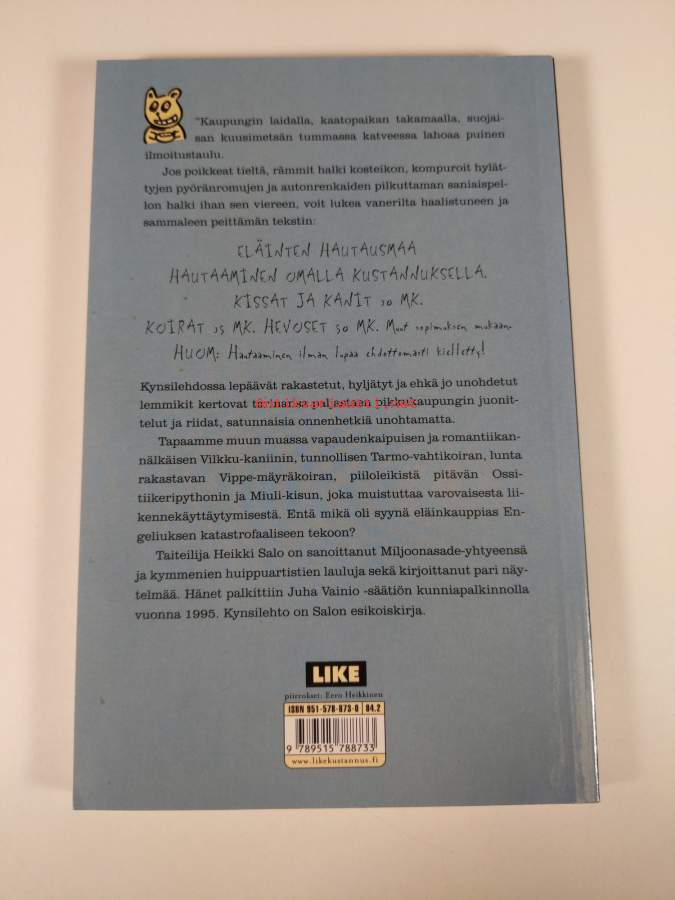 "Kaupungin laidalla, kaatopaikan takamaalla, suojai-
san kuusimetsän tummassa katveessa lahoaa puinen
ilmoitustaulu.
Jos poikkeat tieltä, rämmit halki kosteikon, kompuroit hylät-
tyjen pyöränromujen ja autonrenkaiden pilkuttaman saniaispel-
lon halki ihan sen viereen, voit lukea vanerilta haalistuneen ja
sammaleen peittämän tekstin:
ELÄINTEN HAUTAUSMAA
HAUTAAMINEN OMALLA KUSTANNUKSELLA.
KISSAT JA KANIT 30 MK.
KOIRAT 35 MK. HEVOSET 50 MK. Muut sopimuksen mukaan.
HUOM: Hautaaminen ilman lupaa ehdottomasti kielletty!
Kynsilehdossa lepäävät rakastetut, hyljätyt ja ehkä jo unohdetut
lemmikit kertovat tarinansa paljastaen pikkukaupungin juonit-
telut ja riidat, satunnaisia onnenhetkiä unohtamatta.
Tapaamme muun muassa vapaudenkaipuisen ja romantiikan-
nälkäisen Vilkku-kaniinin, tunnollisen Tarmo-vahtikoiran, lunta
rakastavan Vippe-mäyräkoiran, piiloleikistä pitävän Ossi-
tiikeripythonin ja Miuli-kisun, joka muistuttaa varovaisesta lii-
kennekäyttäytymisestä. Entä mikä oli syynä eläinkauppias En-
geliuksen katastrofaaliseen tekoon?
Taiteilija Heikki Salo on sanoittanut Miljoonasade-yhtyeensä
ja kymmenien huippuartistien lauluja sekä kirjoittanut pari näy-
telmää. Hänet palkittiin Juha Vainio -säätiön kunniapalkinnolla
vuonna 1995. Kynsilehto on Salon esikoiskirja.
LIKE
piirrokset: Eero Heikkinen
ISBN 951-578-873-0 84.2
9 789515 788733
www.likekustannus.fi